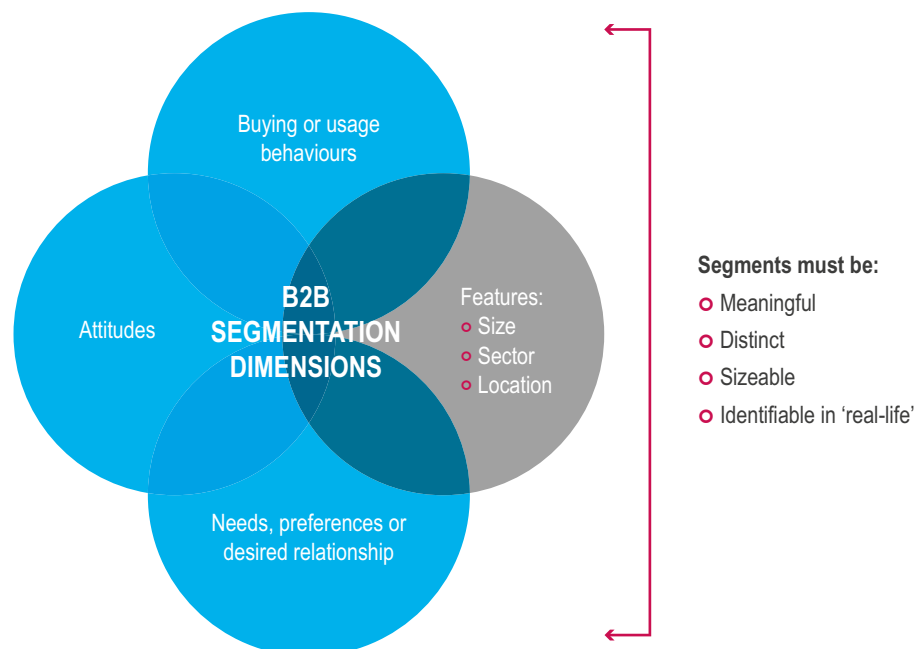 Buying or usage
behaviours
Attitudes
B2B
SEGMENTATION
DIMENSIONS
Features:
Size
Sector
Location
Needs, preferences or
desired relationship
Segments must be:
Meaningful
Distinct
Sizeable
Identifiable in ‘real-life’